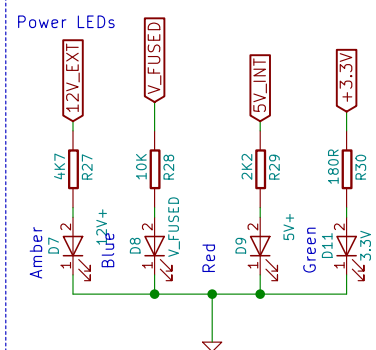 Power LEDs
12V_EXT
V_FUSED
5V_INT
+3.3V
4K7
R27
10K
R28
2K2
R29
180R
R30
Amber
D7
2
1
12V+
Blue
D8
2
1
V_FUSED
Red
D9
2
1
5V+
Green
D11
2
1
3.3V